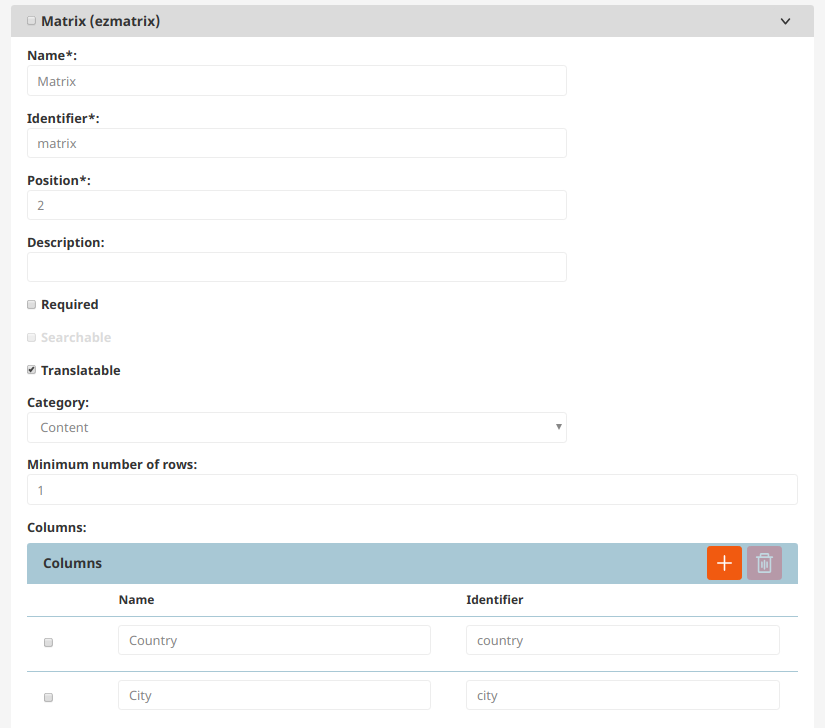 Matrix (ezmatrix)
Name*:
Matrix
Identifier*:
matrix
Position*:
2
Description:
Required
Searchable
Translatable
Category:
Content
Minimum number of rows:
1
Columns:
Columns
Name Identifier
Country country
City city